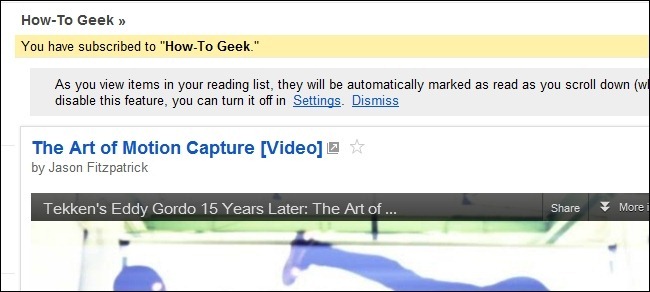 How-To Geek »
You have subscribed to "How-To Geek."
As you view items in your reading list, they will be automatically marked as read as you scroll down
disable this feature, you can turn it off in Settings. Dismiss
The Art of Motion Capture [Video]
by Jason Fitzpatrick
Tekken's Eddy Gordo 15 Years Later: The Art of ... Share More